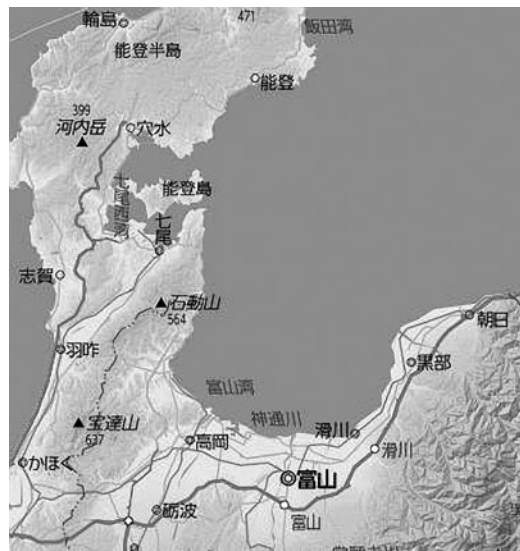 輪島
471
飯田湾
能登半島
能登
399
河内岳
穴水
能登島
七尾西湾
七尾
志賀
石動山
564
朝日
羽咋
黒部
富山湾
神通川
宝達山
637
高岡
滑川
滑川
かほく
富山
砺波
富山